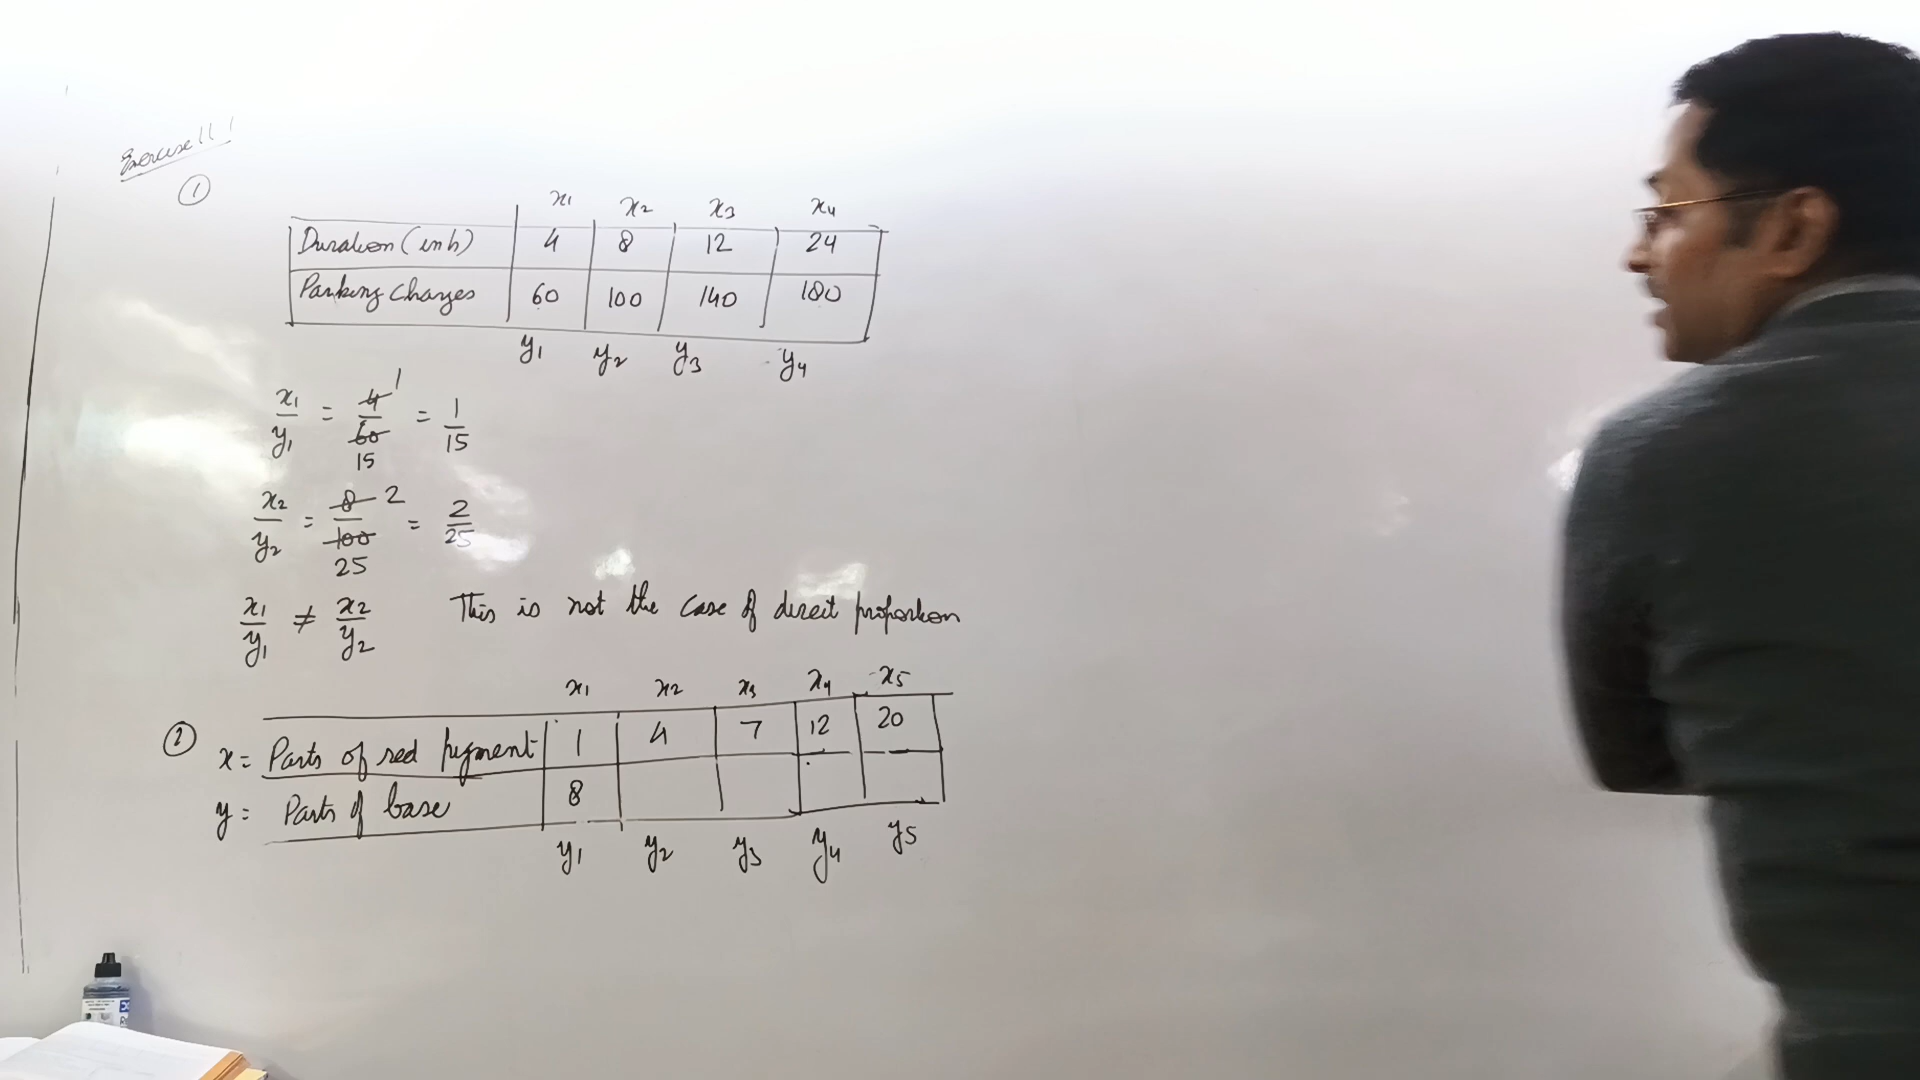 Exercise 11.1
①
x1 x2 x3 x4
Duration (in h) 4 8 12 24
Parking Charges 60 100 140 180
y1 y2 y3 y4
x1/y1 = 4/60 1/15 = 1/15
x2/y2 = 8/100 2/25 = 2/25
x1/y1 ≠ x2/y2 This is not the case of direct proportion
x1 x2 x3 x4 x5
② x = Parts of red pigment 1 4 7 12 20
y = Parts of base 8
y1 y2 y3 y4 y5